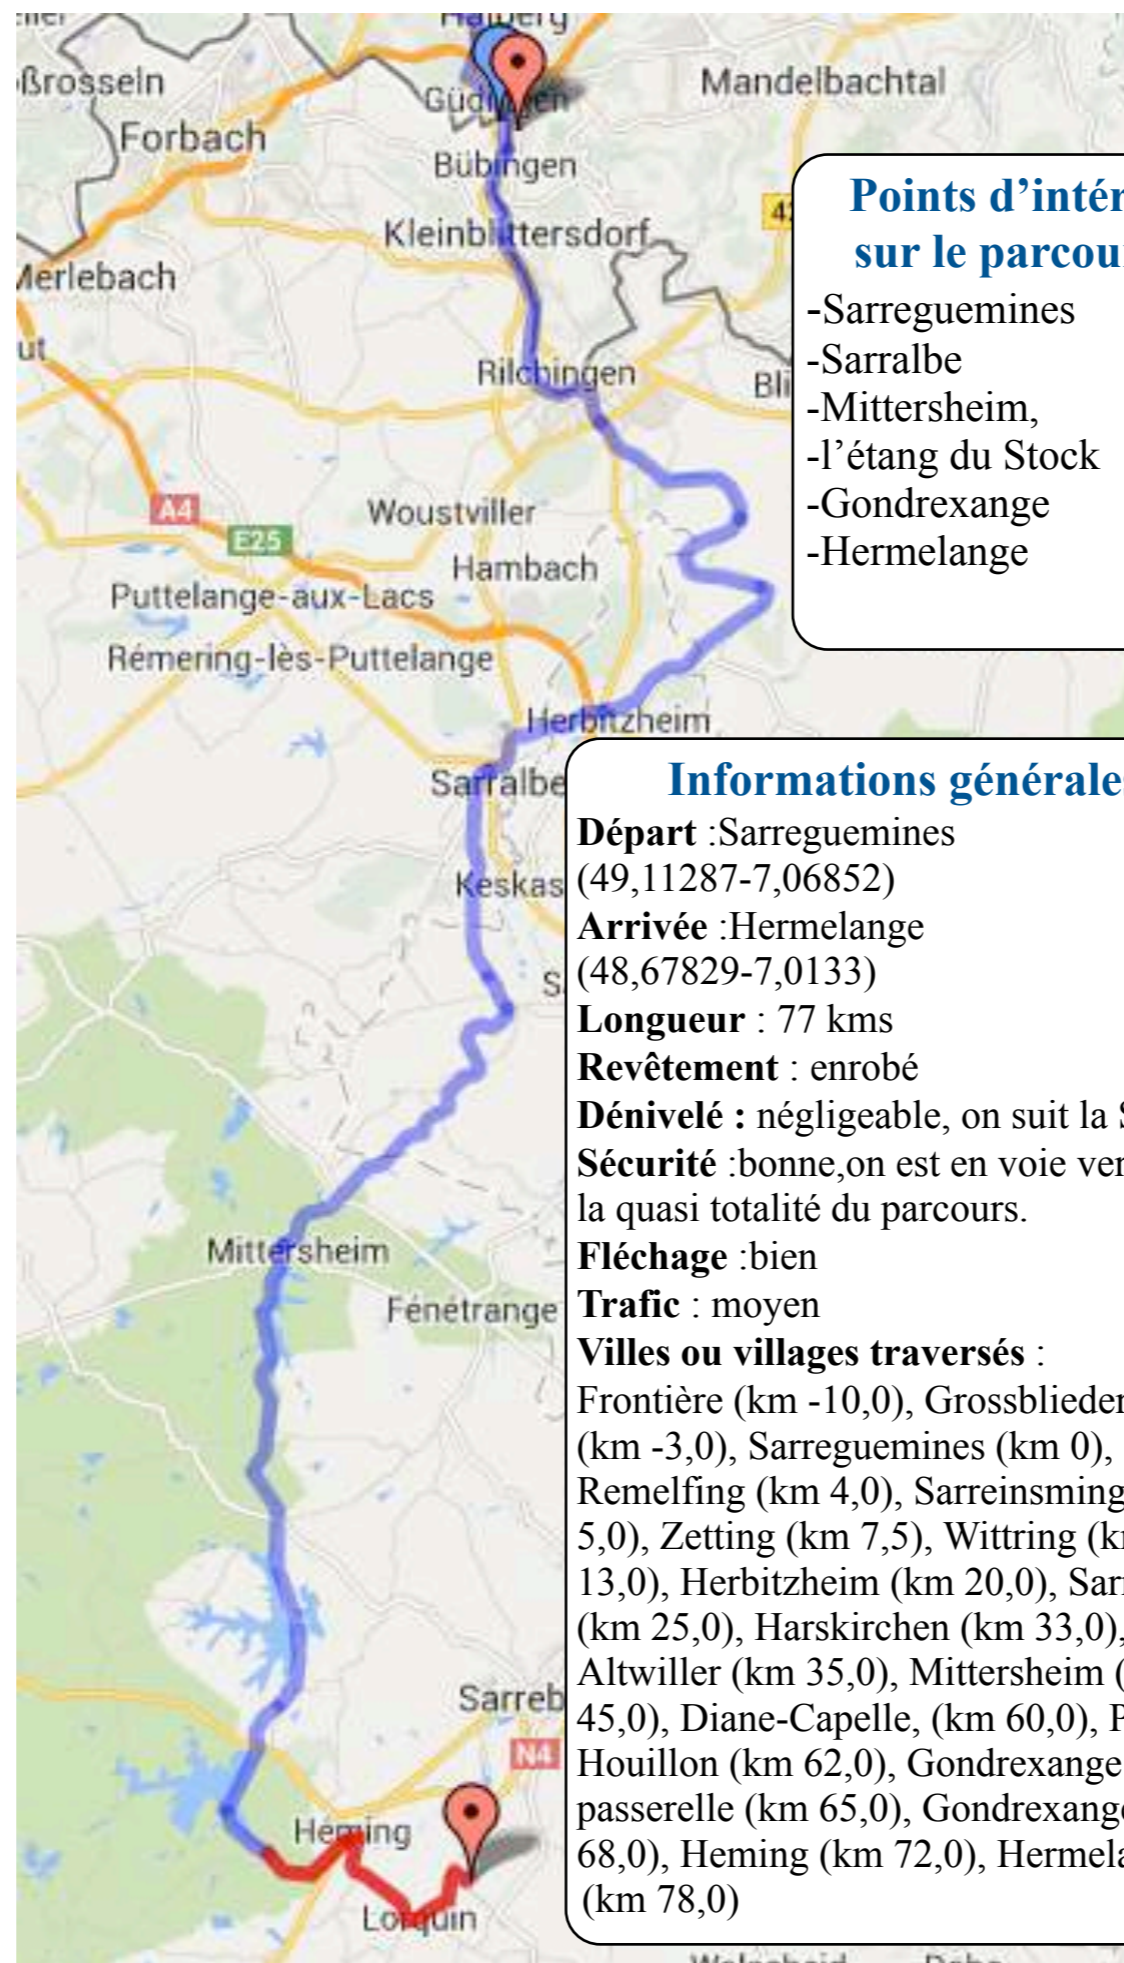 Halberg
Mandelbachtal
Forbach
Bübingen
Kleinblittersdorf
Merlebach
Rilchingen
A4
E25
Woustviller
Hambach
Puttelange-aux-Lacs
Rémering-lès-Puttelange
Herbitzheim
Sarralbe
Keskas
Mittersheim
Fénétrange
Sarreb
N4
Héming
Lorquin
Points d’intér
sur le parcou
-Sarreguemines
-Sarralbe
-Mittersheim,
-l’étang du Stock
-Gondrexange
-Hermelange
Informations générales
Départ :Sarreguemines
(49,11287-7,06852)
Arrivée :Hermelange
(48,67829-7,0133)
Longueur : 77 kms
Revêtement : enrobé
Dénivelé : négligeable, on suit la S
Sécurité :bonne,on est en voie ver
la quasi totalité du parcours.
Fléchage :bien
Trafic : moyen
Villes ou villages traversés :
Frontière (km -10,0), Grossblieder
(km -3,0), Sarreguemines (km 0),
Remelfing (km 4,0), Sarreinsming
5,0), Zetting (km 7,5), Wittring (k
13,0), Herbitzheim (km 20,0), Sarr
(km 25,0), Harskirchen (km 33,0),
Altwiller (km 35,0), Mittersheim (
45,0), Diane-Capelle, (km 60,0), P
Houillon (km 62,0), Gondrexange
passerelle (km 65,0), Gondrexange
68,0), Heming (km 72,0), Hermela
(km 78,0)